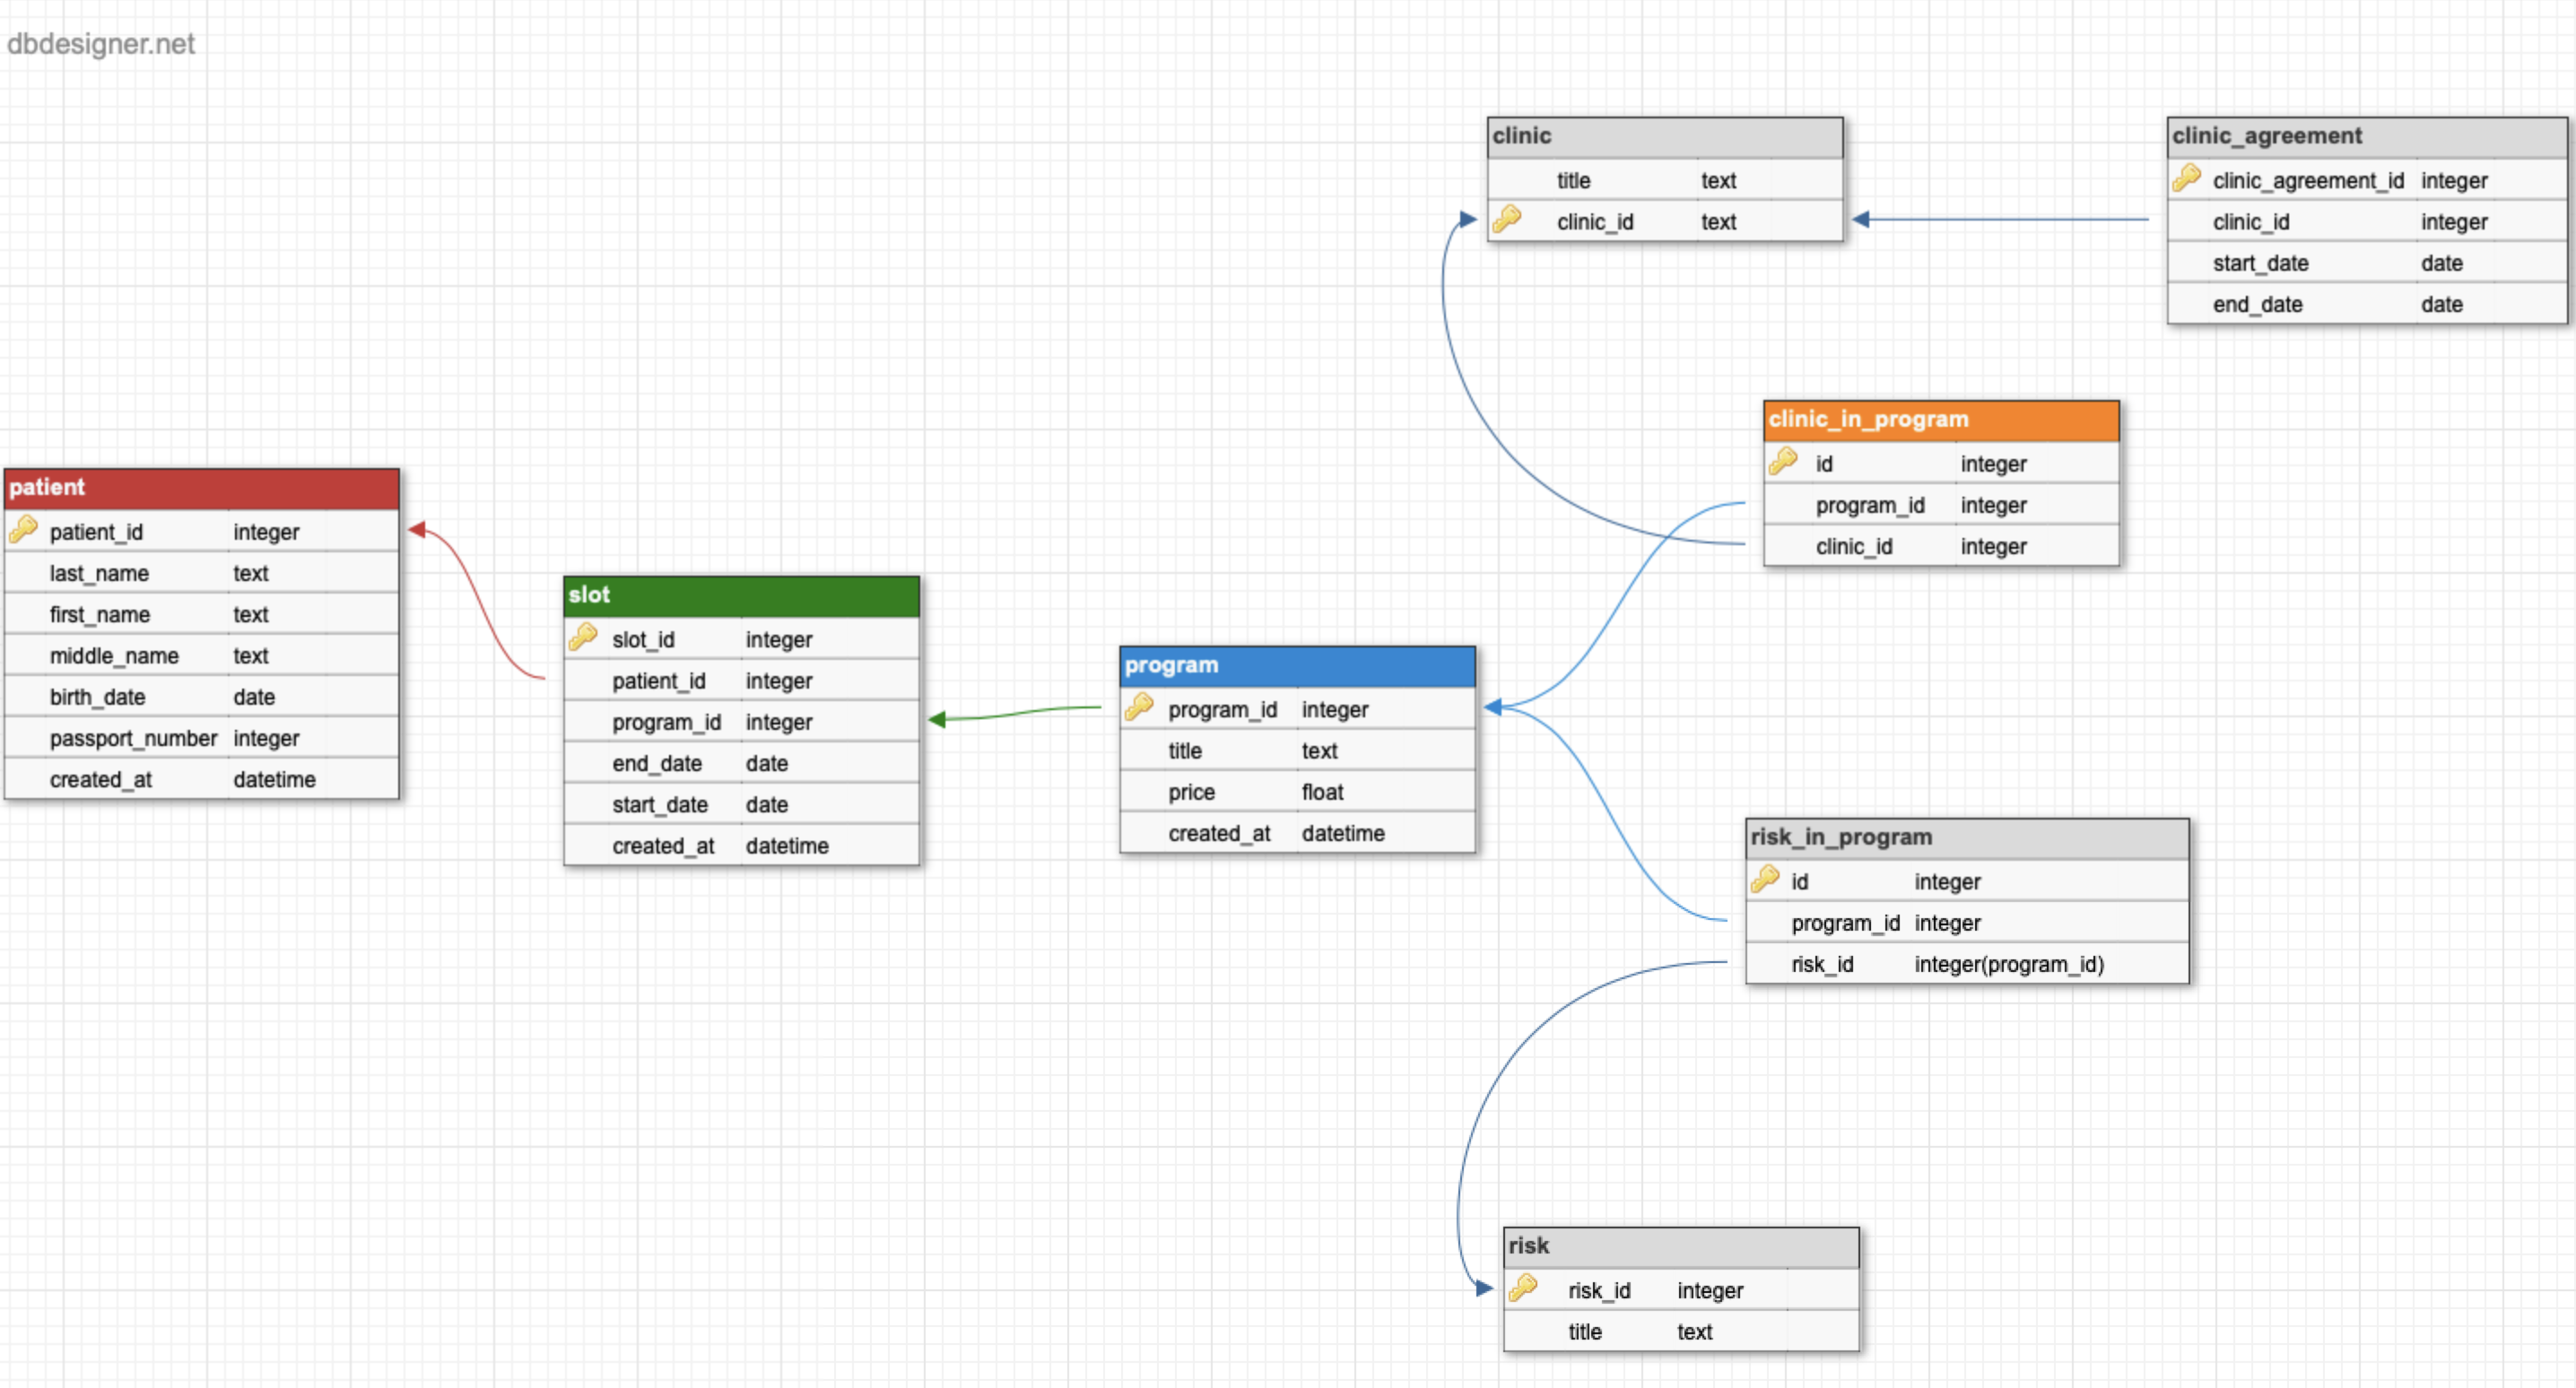 dbdesigner.net
clinic
title text
clinic_id text
clinic_agreement
clinic_agreement_id integer
clinic_id integer
start_date date
end_date date
clinic_in_program
id integer
program_id integer
clinic_id integer
patient
patient_id integer
last_name text
first_name text
middle_name text
birth_date date
passport_number integer
created_at datetime
slot
slot_id integer
patient_id integer
program_id integer
end_date date
start_date date
created_at datetime
program
program_id integer
title text
price float
created_at datetime
risk_in_program
id integer
program_id integer
risk_id integer(program_id)
risk
risk_id integer
title text